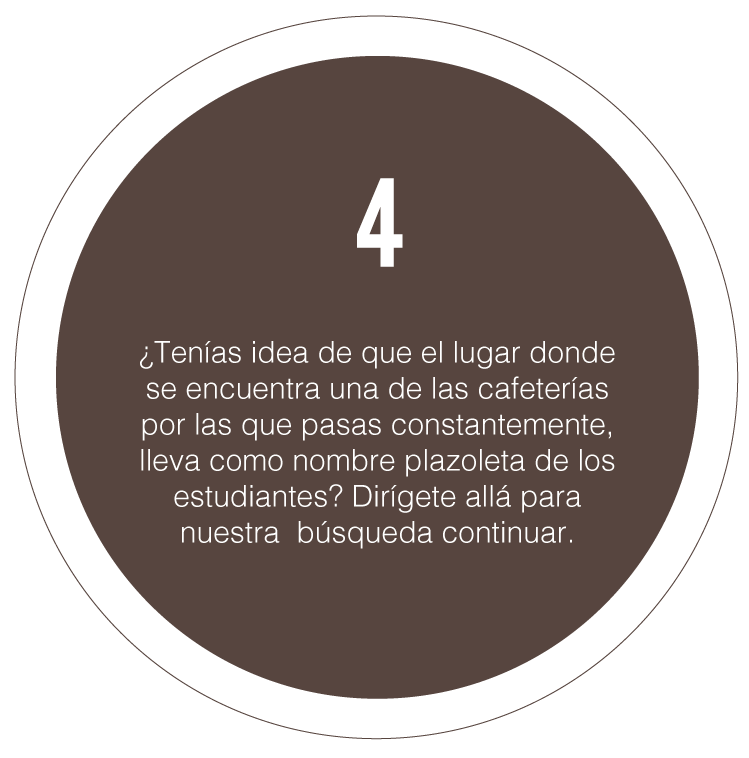 4
¿Tenías idea de que el lugar donde
se encuentra una de las cafeterías
por las que pasas constantemente,
lleva como nombre plazoleta de los
estudiantes? Dirígete allá para
nuestra  búsqueda continuar.